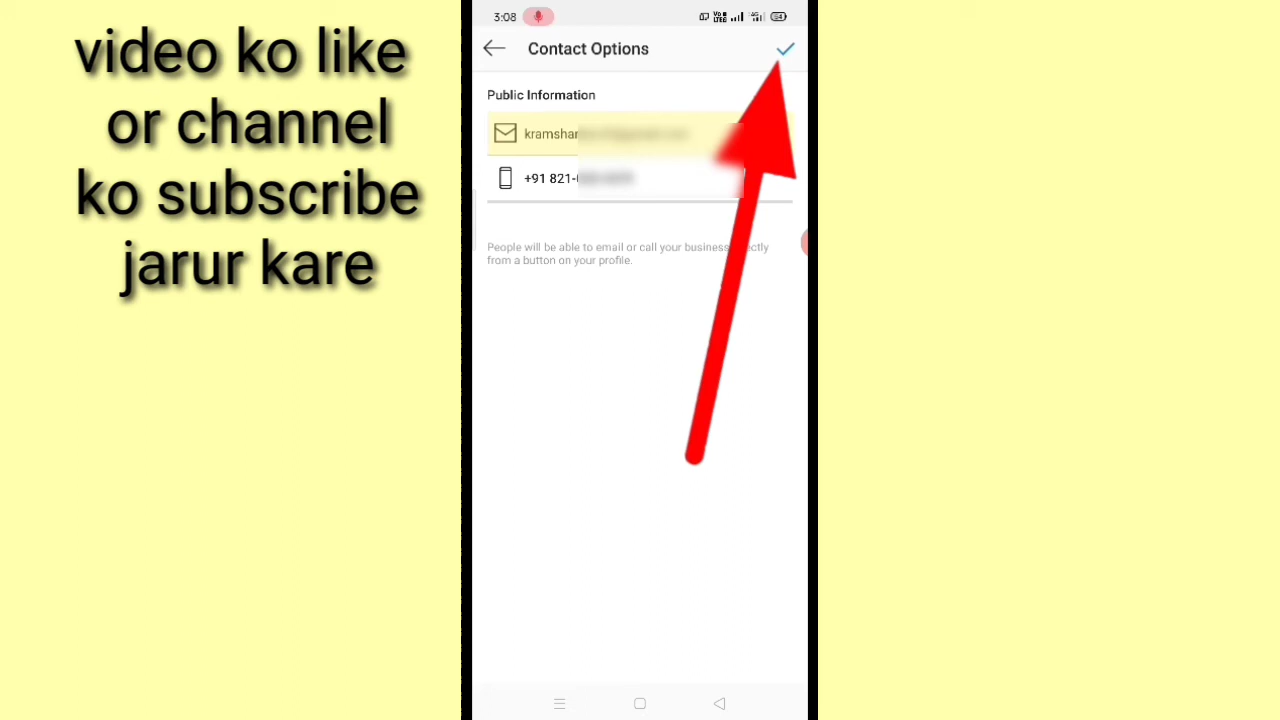 video ko like
or channel
ko subscribe
jarur kare
3:08
Contact Options
Public Information
+91 821-
People will be able to email or call your business
from a button on your profile.